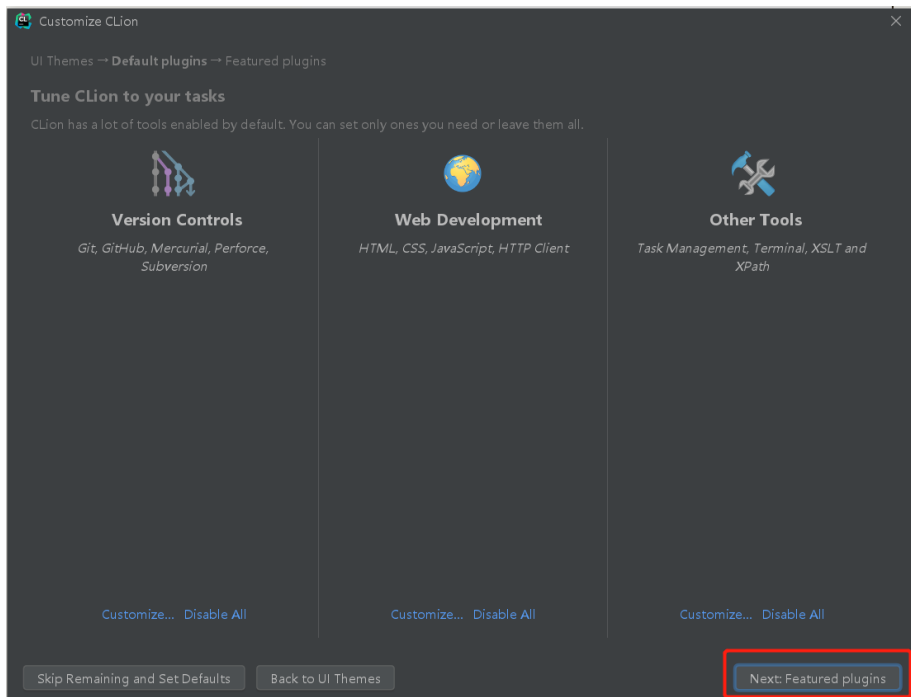 Customize CLion
UI Themes → Default plugins → Featured plugins
Tune CLion to your tasks
CLion has a lot of tools enabled by default. You can set only ones you need or leave them all.
Version Controls
Git, GitHub, Mercurial, Perforce,
Subversion
Customize... Disable All
Web Development
HTML, CSS, JavaScript, HTTP Client
Customize... Disable All
Other Tools
Task Management, Terminal, XSLT and
XPath
Customize... Disable All
Skip Remaining and Set Defaults
Back to UI Themes
Next: Featured plugins